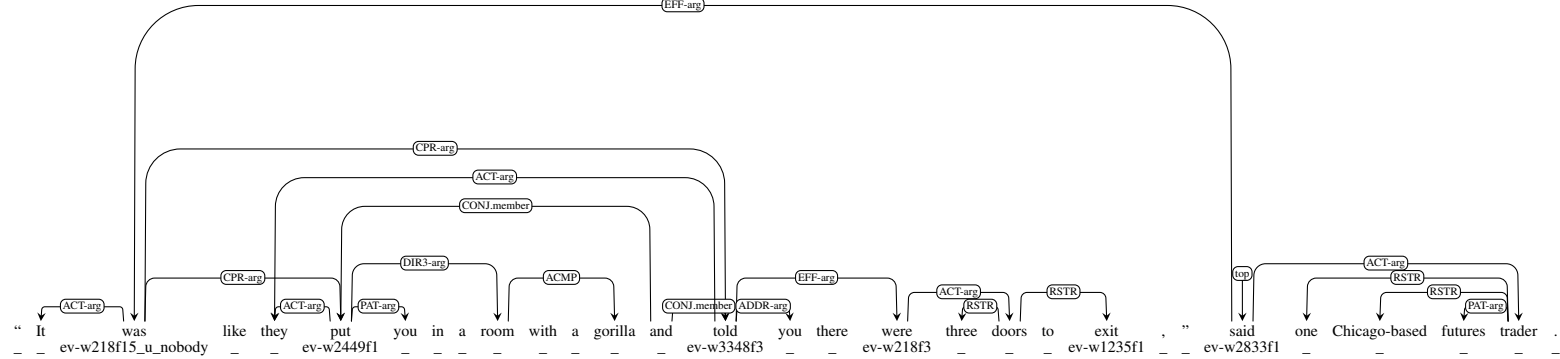 EFF-arg
CPR-arg
ACT-arg
CONJ.member
DIR3-arg ACT-arg
CPR-arg ACMP EFF-arg top RSTR
ACT-arg RSTR RSTR
ACT-arg ACT-arg PAT-arg CONJ.member ADDR-arg RSTR PAT-arg
“ It was like they put you in a room with a gorilla and told you there were three doors to exit , ” said one Chicago-based futures trader .
_ _ ev-w218f15_u_nobody _ _ ev-w2449f1 _ _ _ _ _ _ _ _ ev-w3348f3 _ _ ev-w218f3 _ _ _ ev-w1235f1 _ _ ev-w2833f1 _ _ _ _ _